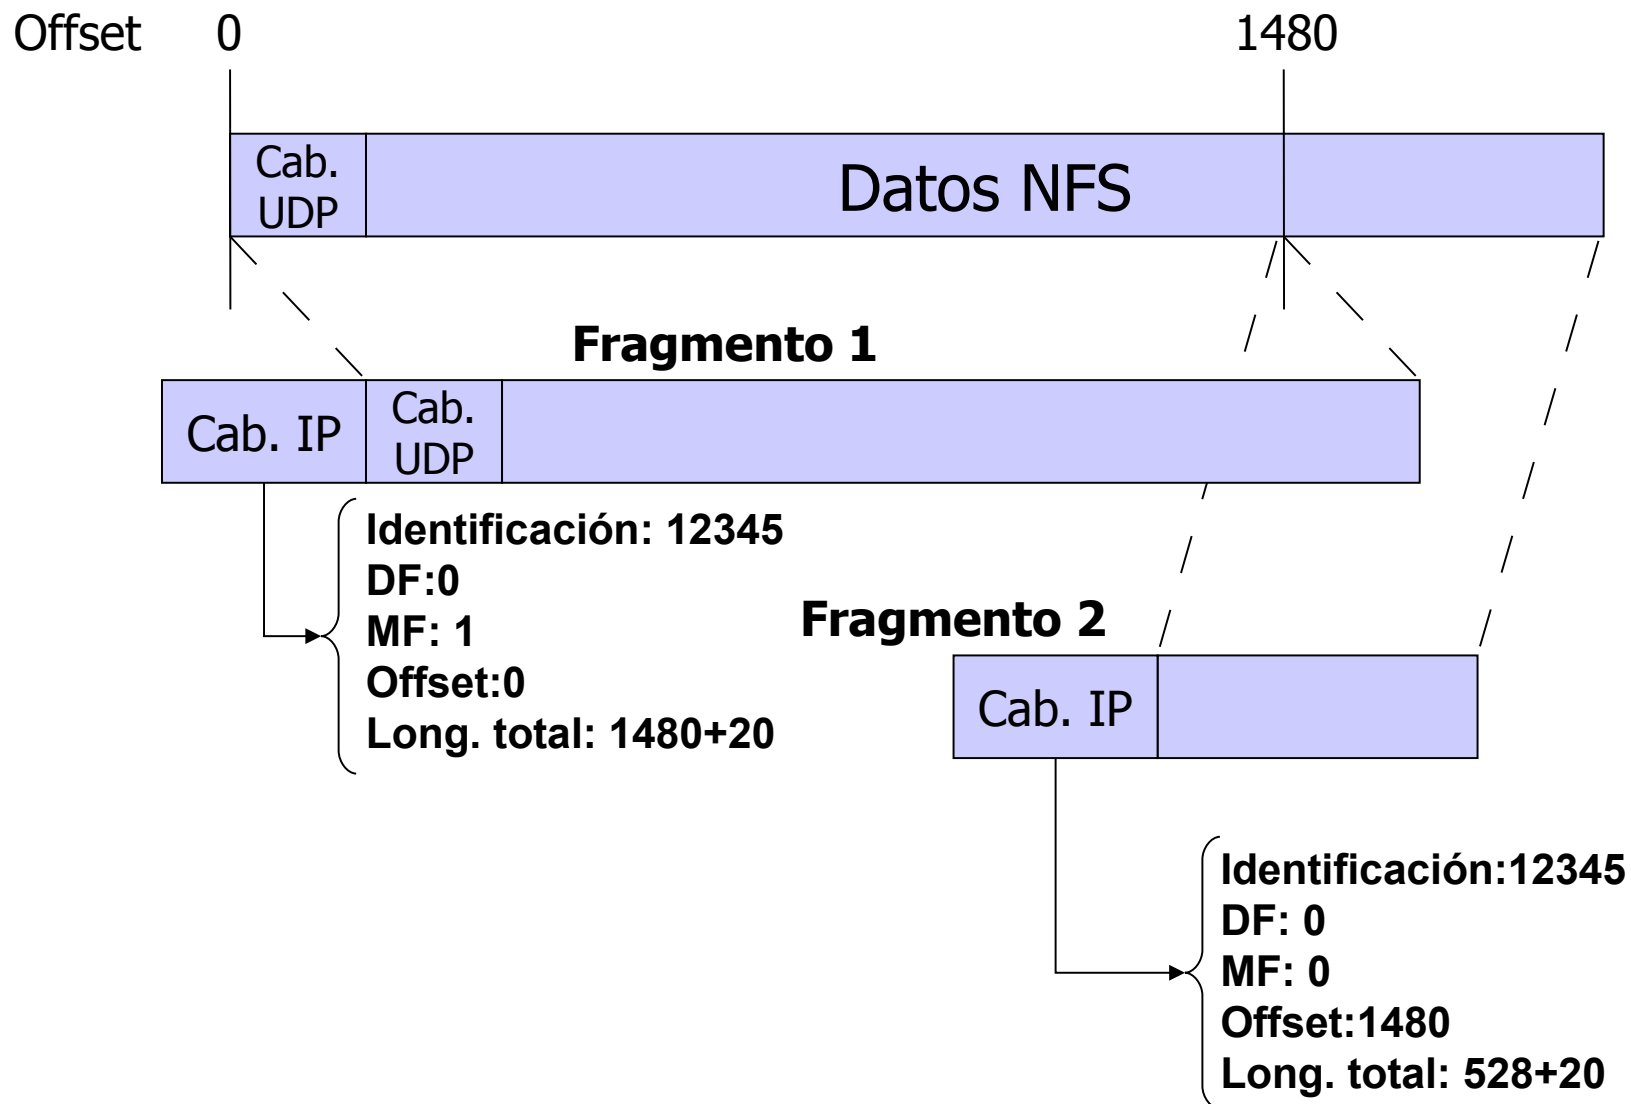 Offset 0 1480
Cab.
UDP
Datos NFS
Fragmento 1
Cab. IP
Cab.
UDP
Identificación: 12345
DF:0
MF: 1
Offset:0
Long. total: 1480+20
Fragmento 2
Cab. IP
Identificación:12345
DF: 0
MF: 0
Offset:1480
Long. total: 528+20